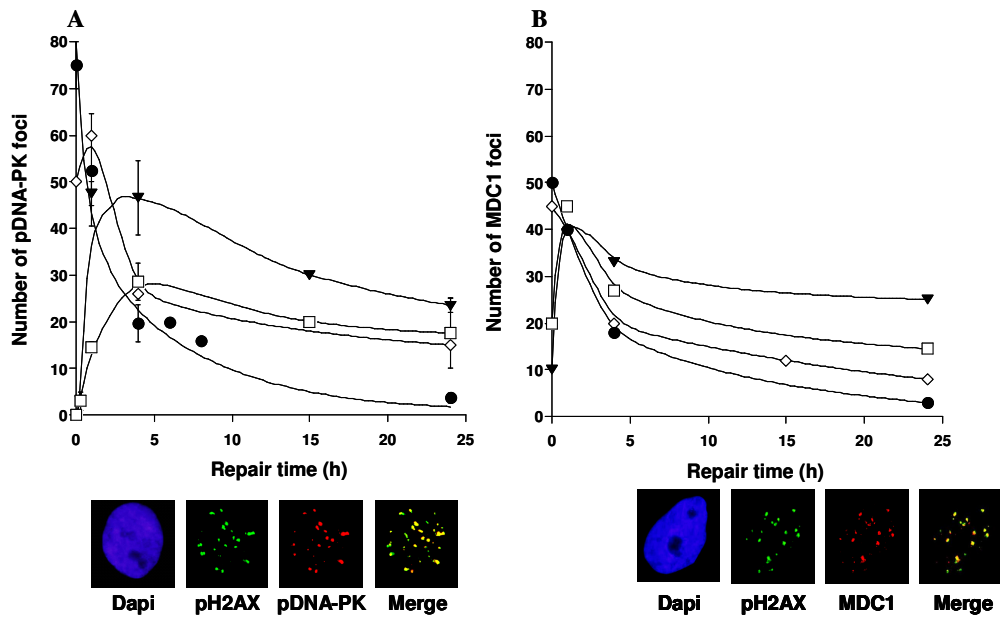 A
Number of pDNA-PK foci
80
70
60
50
40
30
20
10
0
0 5 10 15 20 25
Repair time (h)
Dapi pH2AX pDNA-PK Merge
B
Number of MDC1 foci
80
70
60
50
40
30
20
10
0
0 5 10 15 20 25
Repair time (h)
Dapi pH2AX MDC1 Merge